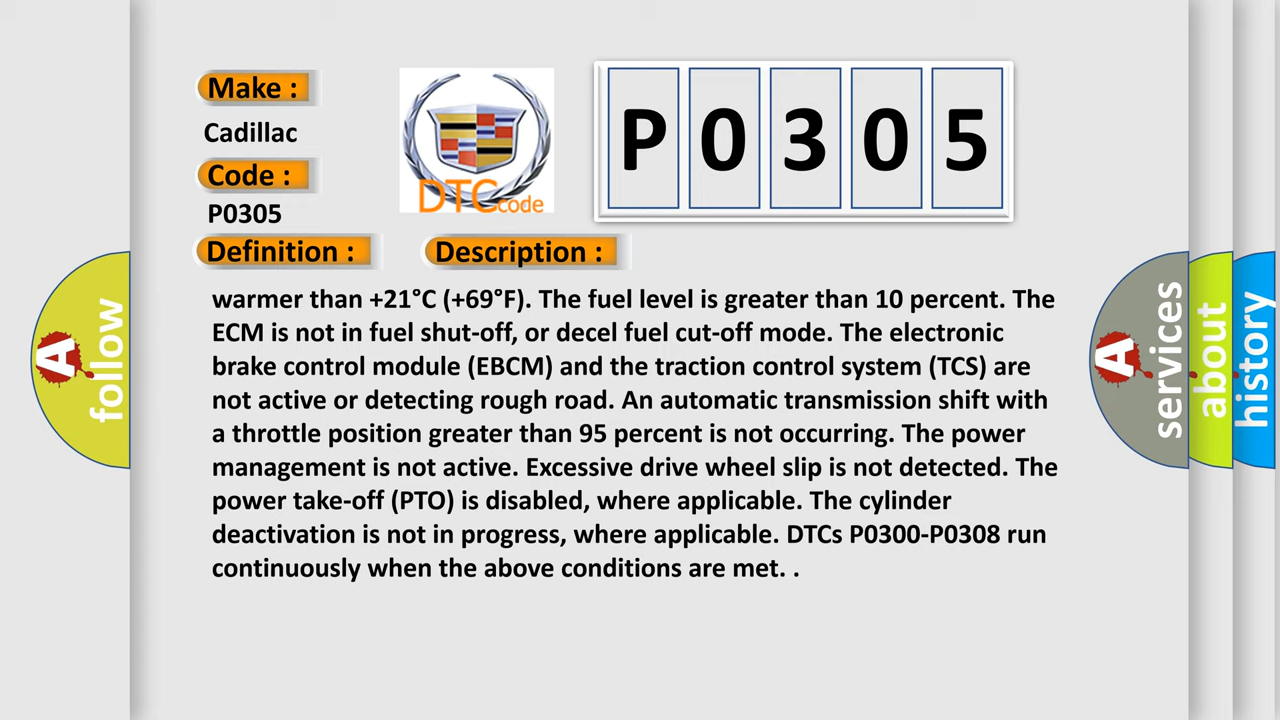 Make :
Cadillac
Code :
P0305
Definition :
Description :
DTC code
P0305
warmer than +21°C (+69°F). The fuel level is greater than 10 percent. The
ECM is not in fuel shut-off, or decel fuel cut-off mode. The electronic
brake control module (EBCM) and the traction control system (TCS) are
not active or detecting rough road. An automatic transmission shift with
a throttle position greater than 95 percent is not occurring. The power
management is not active. Excessive drive wheel slip is not detected. The
power take-off (PTO) is disabled, where applicable. The cylinder
deactivation is not in progress, where applicable. DTCs P0300-P0308 run
continuously when the above conditions are met. .
A
follow
A
services
about
history